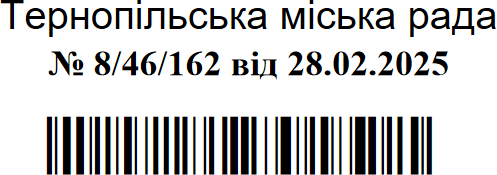 Тернопільська міська рада
№ 8/46/162 від 28.02.2025